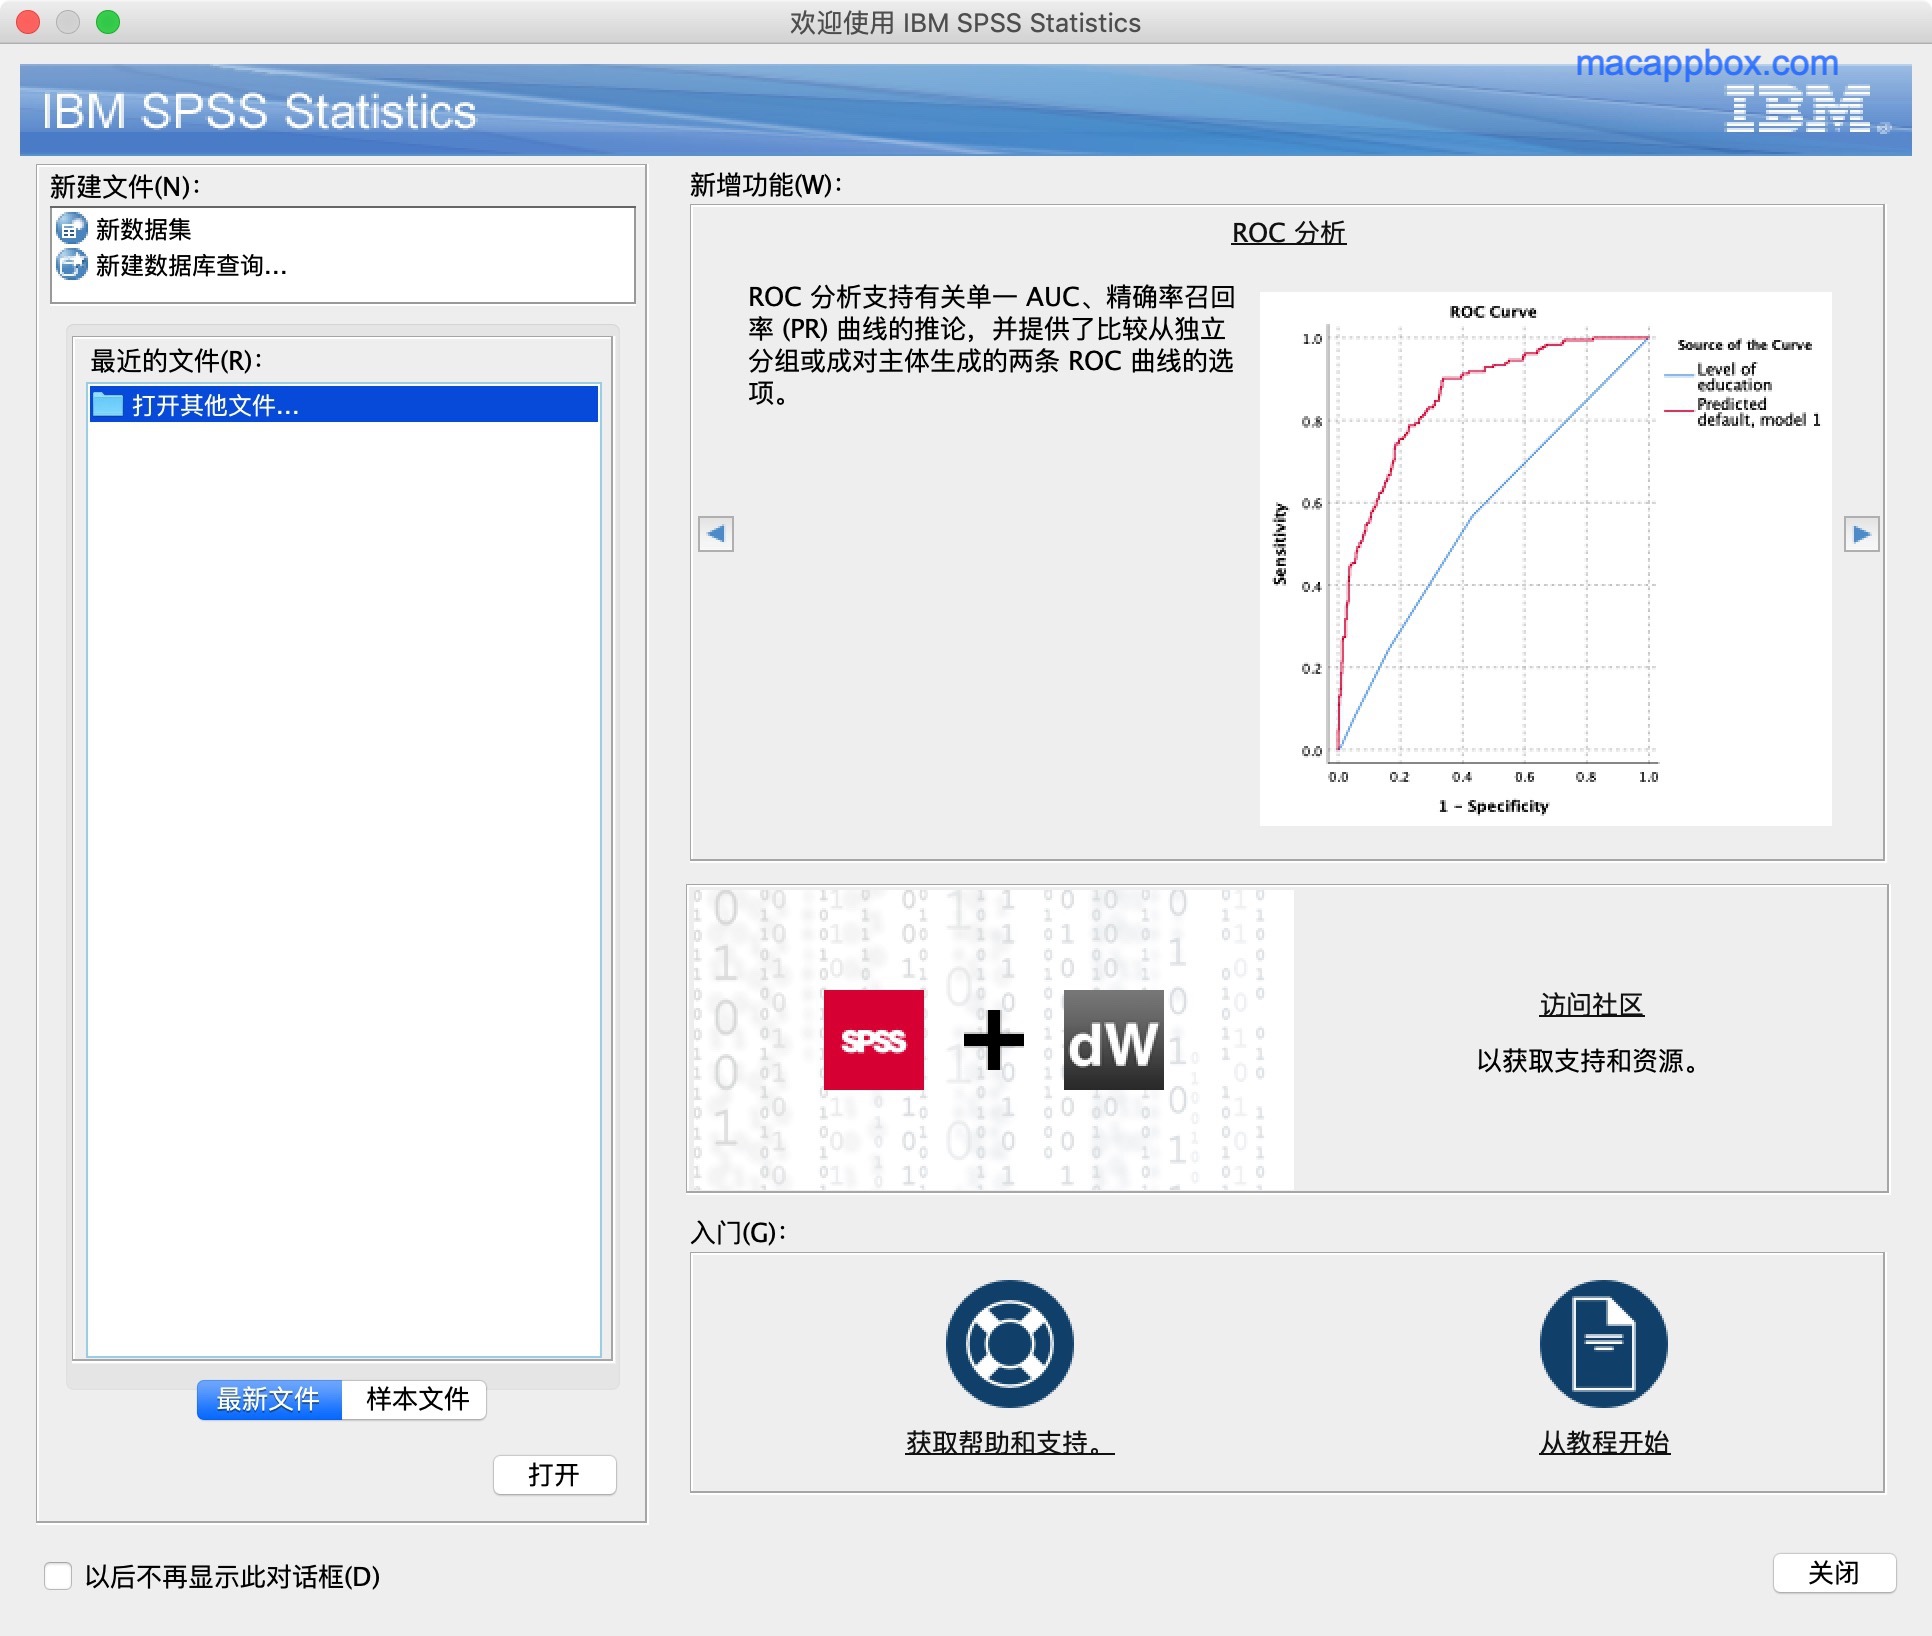 欢迎使用 IBM SPSS Statistics
macappbox.com
IBM SPSS Statistics
IBM®
新建文件(N)：
新数据集
新建数据库查询...
最近的文件(R)：
打开其他文件...
最新文件
样本文件
打开
新增功能(W)：
ROC 分析
ROC 分析支持有关单一 AUC、精确率召回
率 (PR) 曲线的推论，并提供了比较从独立
分组或成对主体生成的两条 ROC 曲线的选
项。
ROC Curve
Source of the Curve
Level of
education
Predicted
default, model 1
Sensitivity
1.0
0.8
0.6
0.4
0.2
0.0
0.0 0.2 0.4 0.6 0.8 1.0
1 - Specificity
SPSS
+
dW
访问社区
以获取支持和资源。
入门(G)：
获取帮助和支持。
从教程开始
以后不再显示此对话框(D)
关闭